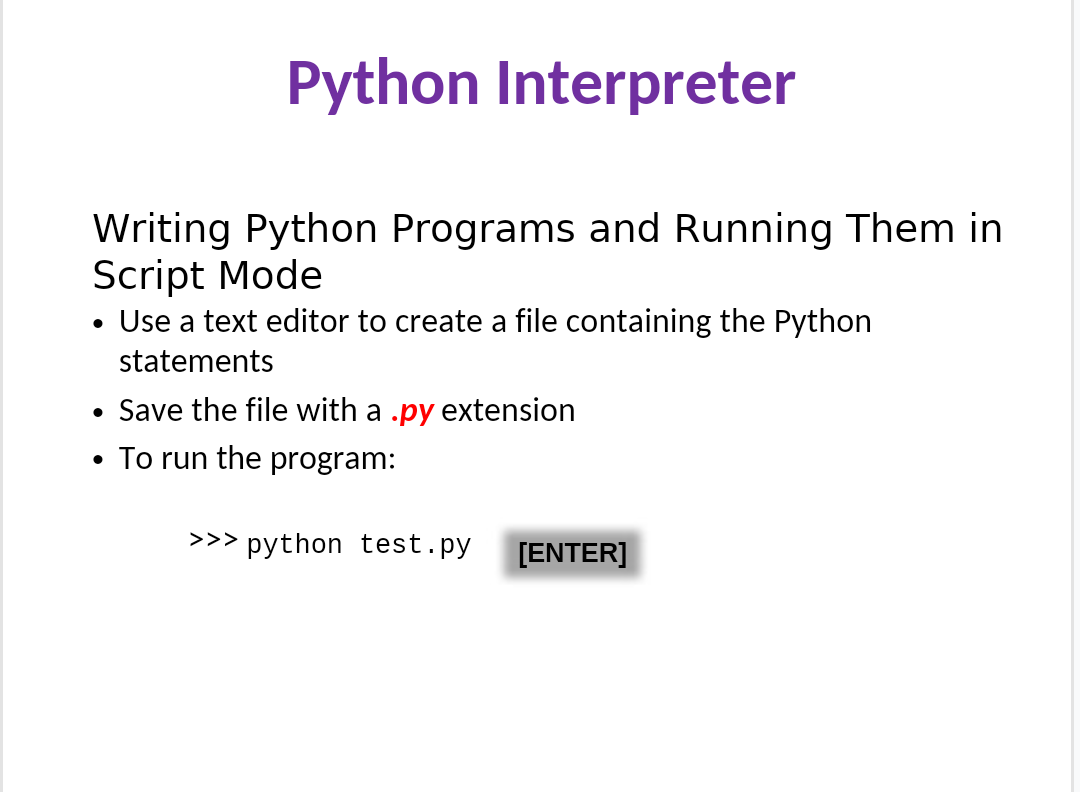 Python Interpreter
Writing Python Programs and Running Them in
Script Mode
• Use a text editor to create a file containing the Python
statements
• Save the file with a .py extension
• To run the program:
>>> python test.py [ENTER]